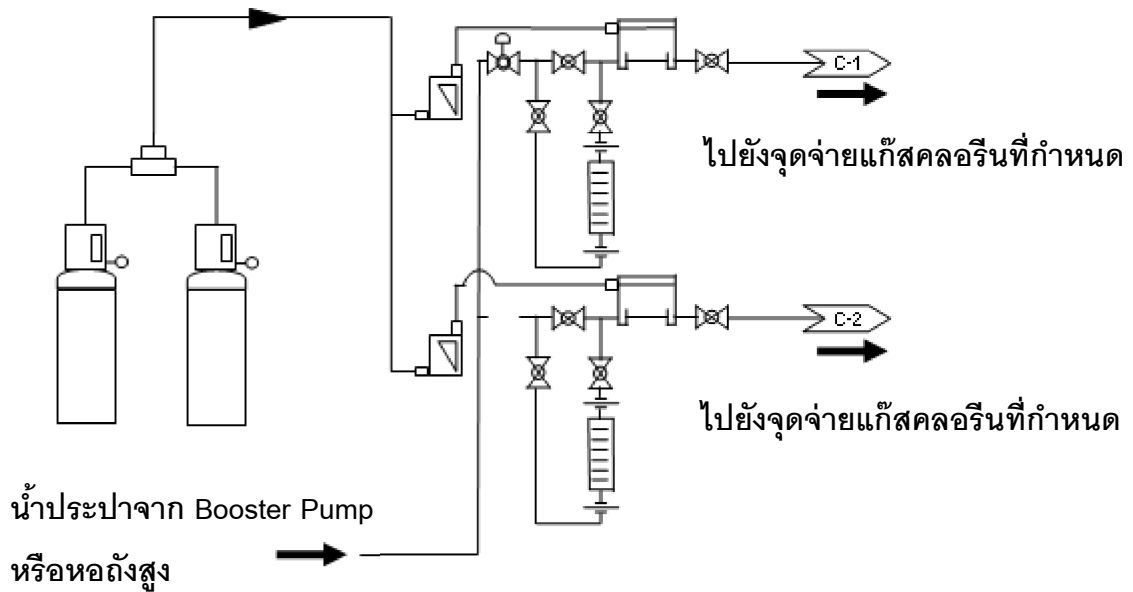 C-1
ไปยังจุดจ่ายแก๊สคลอรีนที่กำหนด
C-2
ไปยังจุดจ่ายแก๊สคลอรีนที่กำหนด
น้ำประปาจาก Booster Pump
หรือหอถังสูง